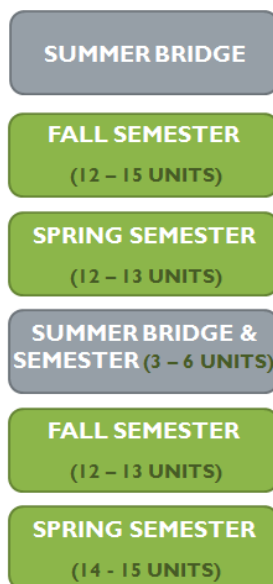 SUMMER BRIDGE
FALL SEMESTER
(12 – 15 UNITS)
SPRING SEMESTER
(12 – 13 UNITS)
SUMMER BRIDGE &
SEMESTER (3 – 6 UNITS)
FALL SEMESTER
(12 – 13 UNITS)
SPRING SEMESTER
(14 - 15 UNITS)